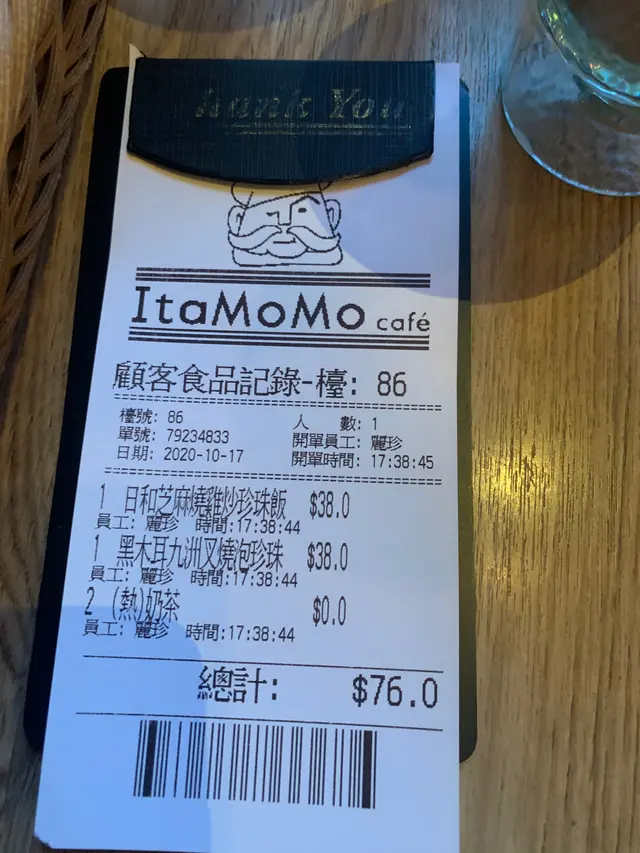 Thank You
ItaMoMo café
顧客食品記錄-檯: 86
檯號: 86 人 數: 1
單號: 79234833 開單員工: 麗珍
日期: 2020-10-17 開單時間: 17:38:45
1 日和芝麻燒雞炒珍珠飯 $38.0
員工: 麗珍 時間:17:38:44
1 黑木耳九洲叉燒泡珍珠 $38.0
員工: 麗珍 時間:17:38:44
2 (熱)奶茶 $0.0
員工: 麗珍 時間:17:38:44
總計: $76.0